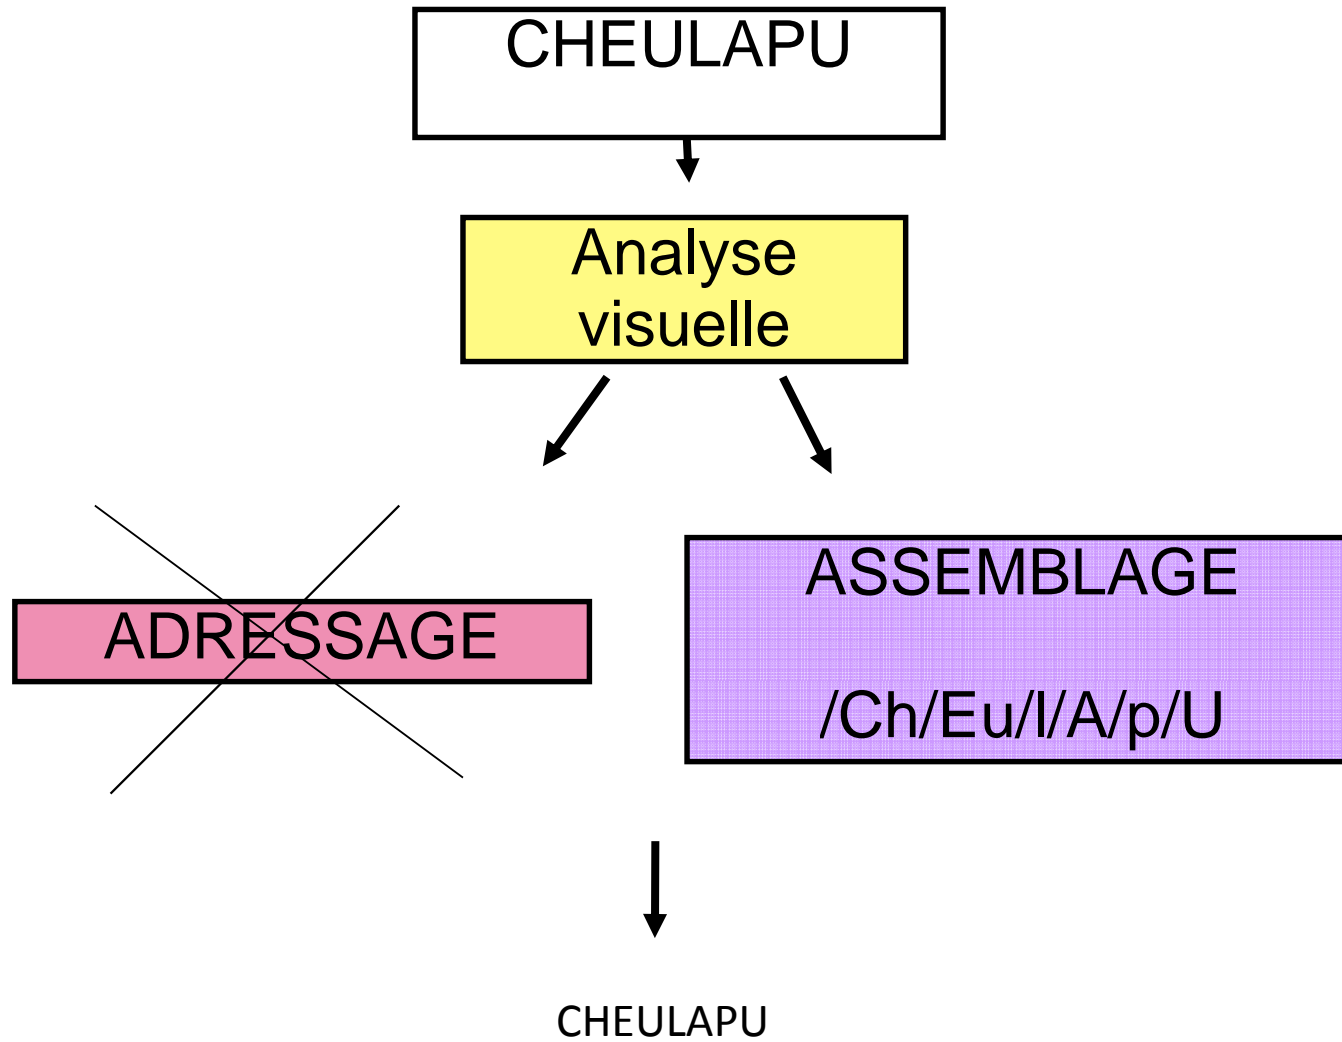 CHEULAPU
Analyse
visuelle
ADRESSAGE
ASSEMBLAGE
/Ch/Eu/l/A/p/U
CHEULAPU